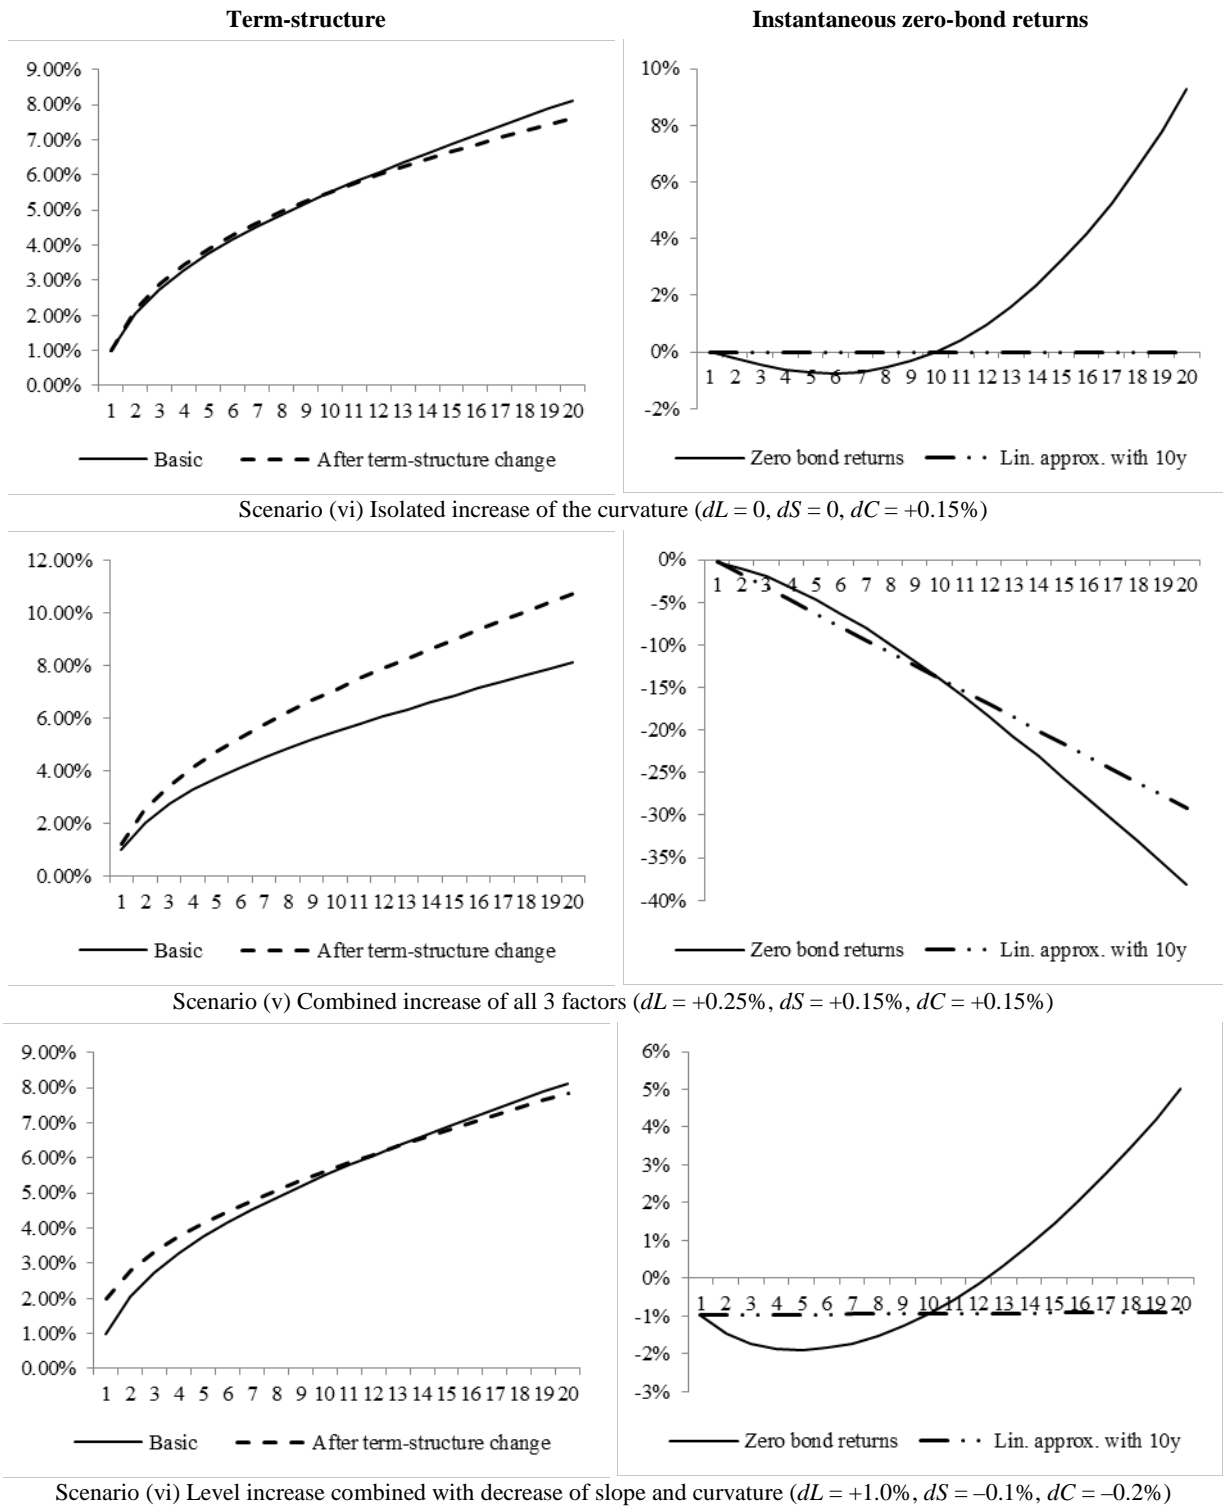 Term-structure
Instantaneous zero-bond returns
9.00%
8.00%
7.00%
6.00%
5.00%
4.00%
3.00%
2.00%
1.00%
0.00%
1 2 3 4 5 6 7 8 9 10 11 12 13 14 15 16 17 18 19 20
Basic
After term-structure change
10%
8%
6%
4%
2%
0%
-2%
1 2 3 4 5 6 7 8 9 10 11 12 13 14 15 16 17 18 19 20
Zero bond returns
Lin. approx. with 10y
Scenario (vi) Isolated increase of the curvature (dL = 0, dS = 0, dC = +0.15%)
12.00%
10.00%
8.00%
6.00%
4.00%
2.00%
0.00%
1 2 3 4 5 6 7 8 9 10 11 12 13 14 15 16 17 18 19 20
Basic
After term-structure change
0%
-5%
-10%
-15%
-20%
-25%
-30%
-35%
-40%
1 2 3 4 5 6 7 8 9 10 11 12 13 14 15 16 17 18 19 20
Zero bond returns
Lin. approx. with 10y
Scenario (v) Combined increase of all 3 factors (dL = +0.25%, dS = +0.15%, dC = +0.15%)
9.00%
8.00%
7.00%
6.00%
5.00%
4.00%
3.00%
2.00%
1.00%
0.00%
1 2 3 4 5 6 7 8 9 10 11 12 13 14 15 16 17 18 19 20
Basic
After term-structure change
6%
5%
4%
3%
2%
1%
0%
-1%
-2%
-3%
1 2 3 4 5 6 7 8 9 10 11 12 13 14 15 16 17 18 19 20
Zero bond returns
Lin. approx. with 10y
Scenario (vi) Level increase combined with decrease of slope and curvature (dL = +1.0%, dS = –0.1%, dC = –0.2%)